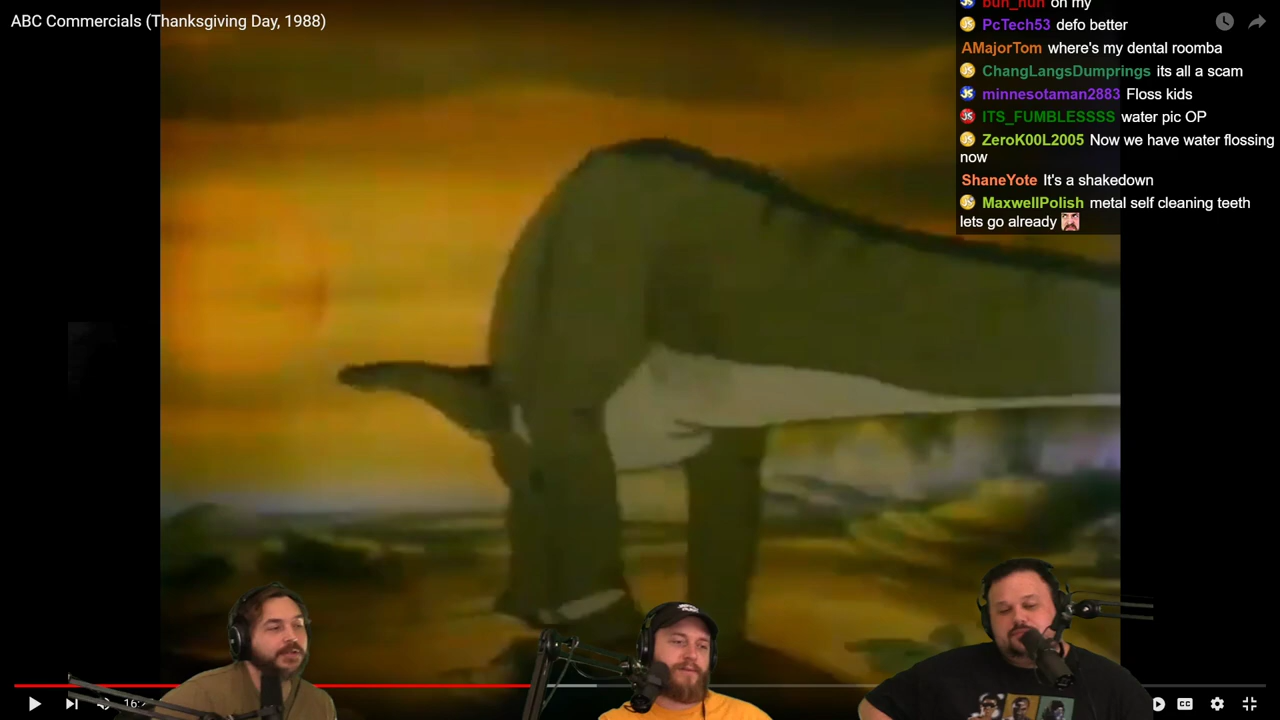 ABC Commercials (Thanksgiving Day, 1988)
bun_nun oh my
PcTech53 defo better
AMajorTom where's my dental roomba
ChangLangsDumprings its all a scam
minnesotaman2883 Floss kids
ITS_FUMBLESSSS water pic OP
ZeroK00L2005 Now we have water flossing
now
ShaneYote It's a shakedown
MaxwellPolish metal self cleaning teeth
lets go already